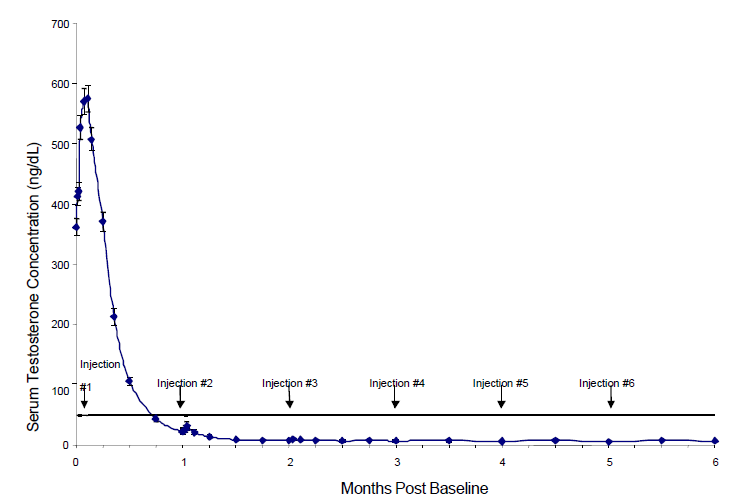 700
600
500
400
300
200
100
0
Serum Testosterone Concentration (ng/dL)
Injection
#1
Injection #2
Injection #3
Injection #4
Injection #5
Injection #6
0
1
2
3
4
5
6
Months Post Baseline